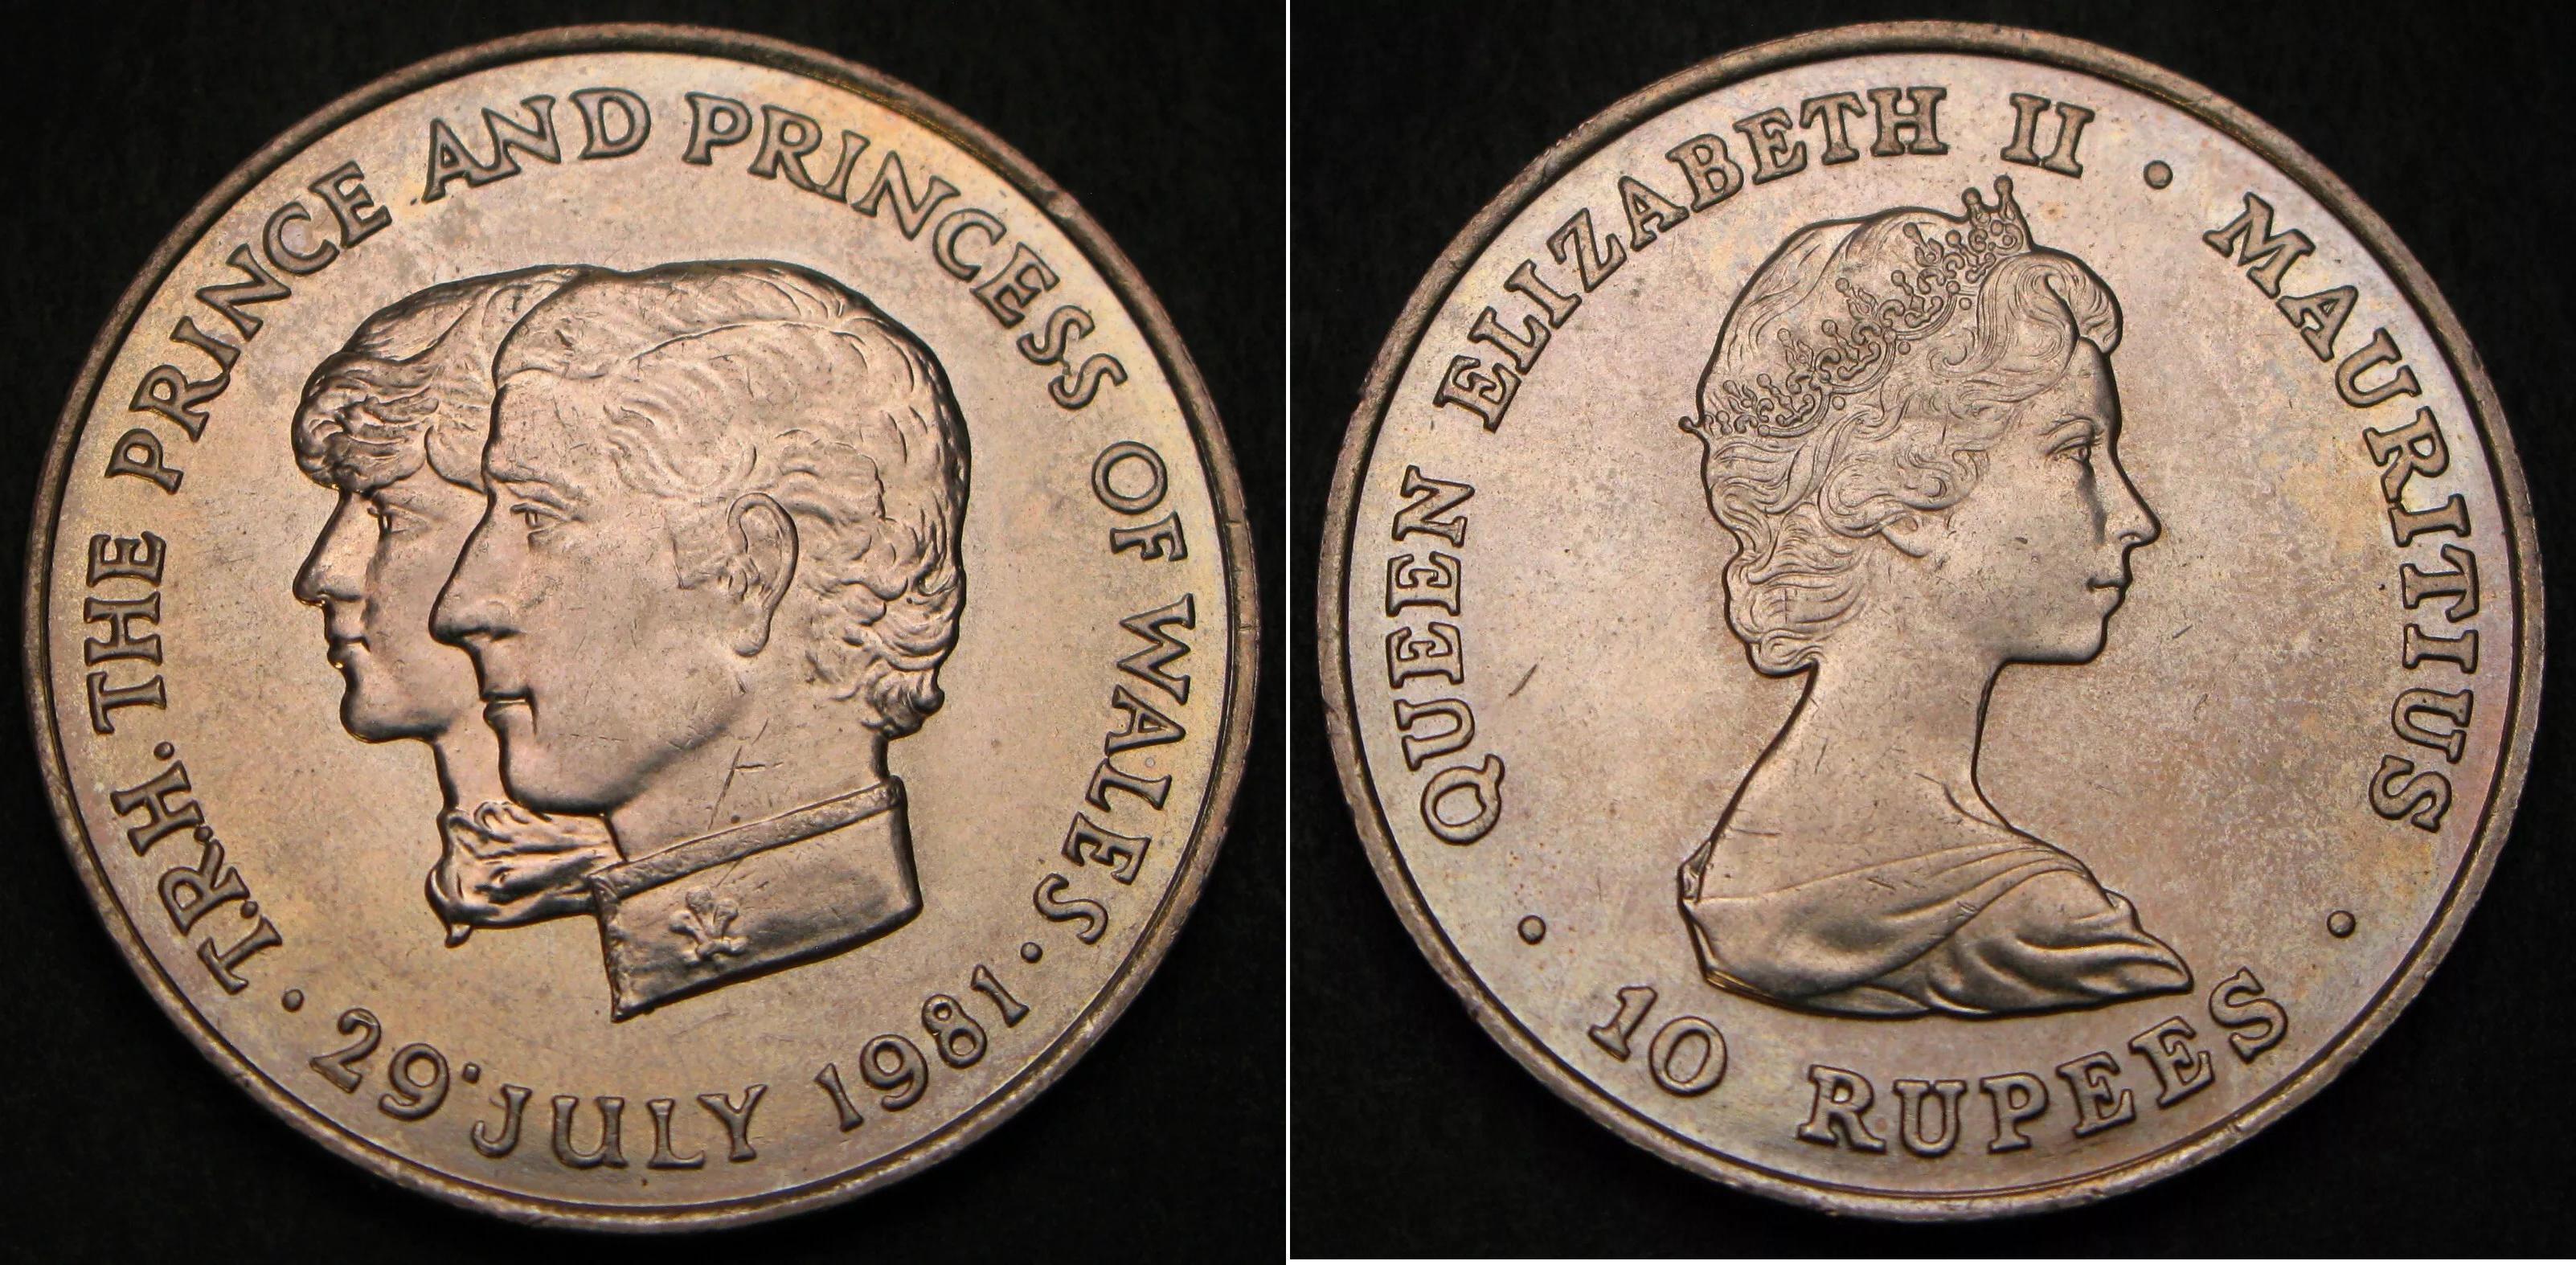 T.R.H. THE PRINCE AND PRINCESS OF WALES.
· 29· JULY 1981 ·
QUEEN ELIZABETH II · MAURITIUS
· 10 RUPEES ·